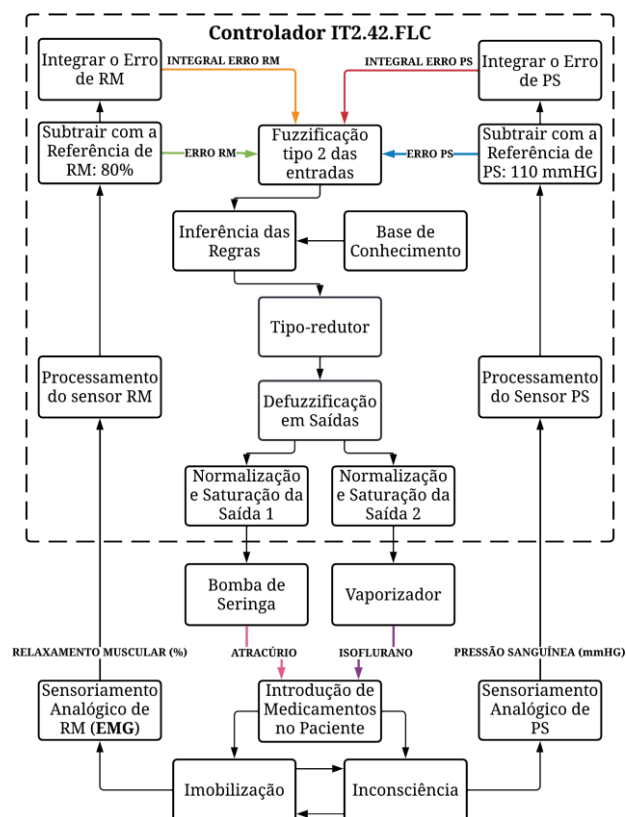 Controlador IT2.42.FLC
Integrar o Erro
de RM
INTEGRAL ERRO RM
INTEGRAL ERRO PS
Integrar o Erro
de PS
Subtrair com a
Referência de
RM: 80%
ERRO RM
Fuzzificação
tipo 2 das
entradas
ERRO PS
Subtrair com a
Referência de
PS: 110 mmHG
Inferência das
Regras
Base de
Conhecimento
Tipo-redutor
Processamento
do sensor RM
Processamento
do Sensor PS
Defuzzificação
em Saídas
Normalização
e Saturação da
Saída 1
Normalização
e Saturação da
Saída 2
Bomba de
Seringa
Vaporizador
RELAXAMENTO MUSCULAR (%)
ATRACÚRIO
ISOFLURANO
PRESSÃO SANGUÍNEA (mmHG)
Sensoriamento
Analógico de
RM (EMG)
Introdução de
Medicamentos
no Paciente
Sensoriamento
Analógico de
PS
Imobilização
Inconsciência